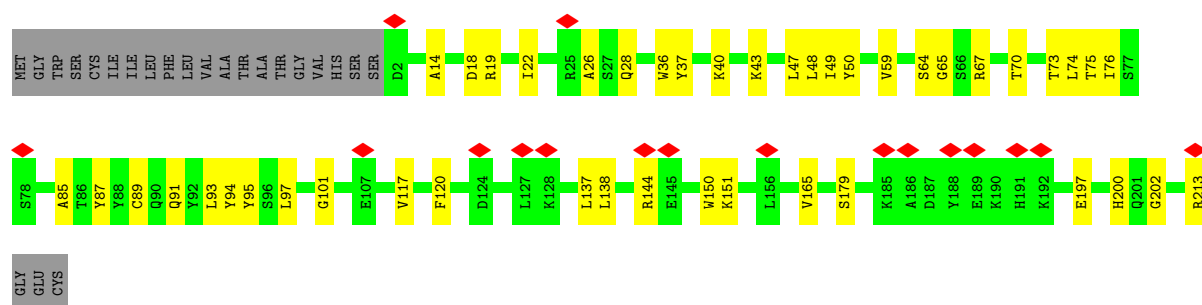 MET GLY TRP SER CYS ILE ILE LEU PHE LEU VAL ALA THR ALA THR GLY VAL HIS SER SER D2 A14 D18 R19 I22 R25 A26 S27 Q28 W36 Y37 K40 K43 L47 L48 I49 Y50 V59 S64 G65 S66 R67 T70 T73 L74 T75 I76 S77
S78 A85 T86 Y87 Y88 C89 Q90 Q91 Y92 L93 Y94 Y95 S96 L97 G101 E107 V117 F120 D124 L127 K128 L137 L138 R144 E145 W150 K151 L156 V165 S179 K185 A186 D187 Y188 E189 K190 H191 K192 E197 H200 Q201 G202 R213
GLY GLU CYS